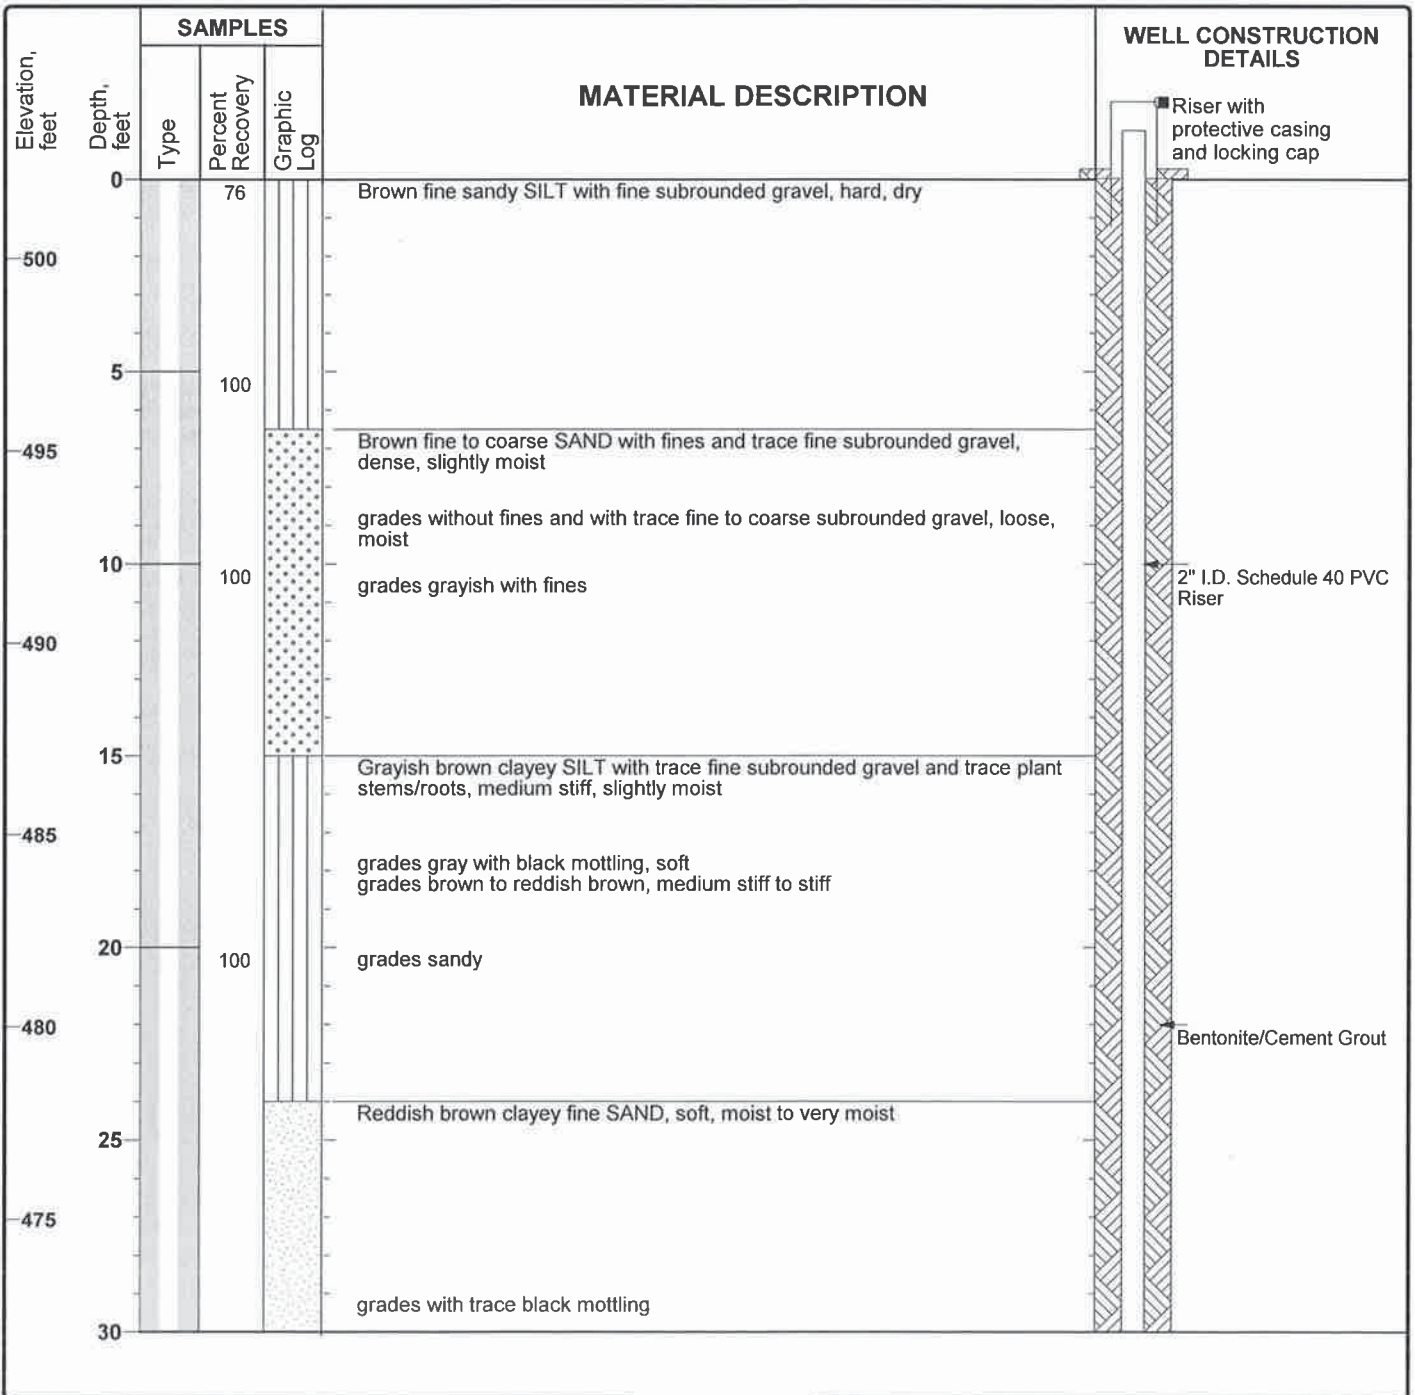 SAMPLES
Elevation,
feet
Depth,
feet
Type
Percent
Recovery
Graphic
Log
MATERIAL DESCRIPTION
WELL CONSTRUCTION
DETAILS
Riser with
protective casing
and locking cap
0
76
Brown fine sandy SILT with fine subrounded gravel, hard, dry
500
5
100
Brown fine to coarse SAND with fines and trace fine subrounded gravel,
dense, slightly moist
495
grades without fines and with trace fine to coarse subrounded gravel, loose,
moist
10
100
grades grayish with fines
2" I.D. Schedule 40 PVC
Riser
490
15
Grayish brown clayey SILT with trace fine subrounded gravel and trace plant
stems/roots, medium stiff, slightly moist
485
grades gray with black mottling, soft
grades brown to reddish brown, medium stiff to stiff
20
100
grades sandy
480
Bentonite/Cement Grout
Reddish brown clayey fine SAND, soft, moist to very moist
25
475
grades with trace black mottling
30